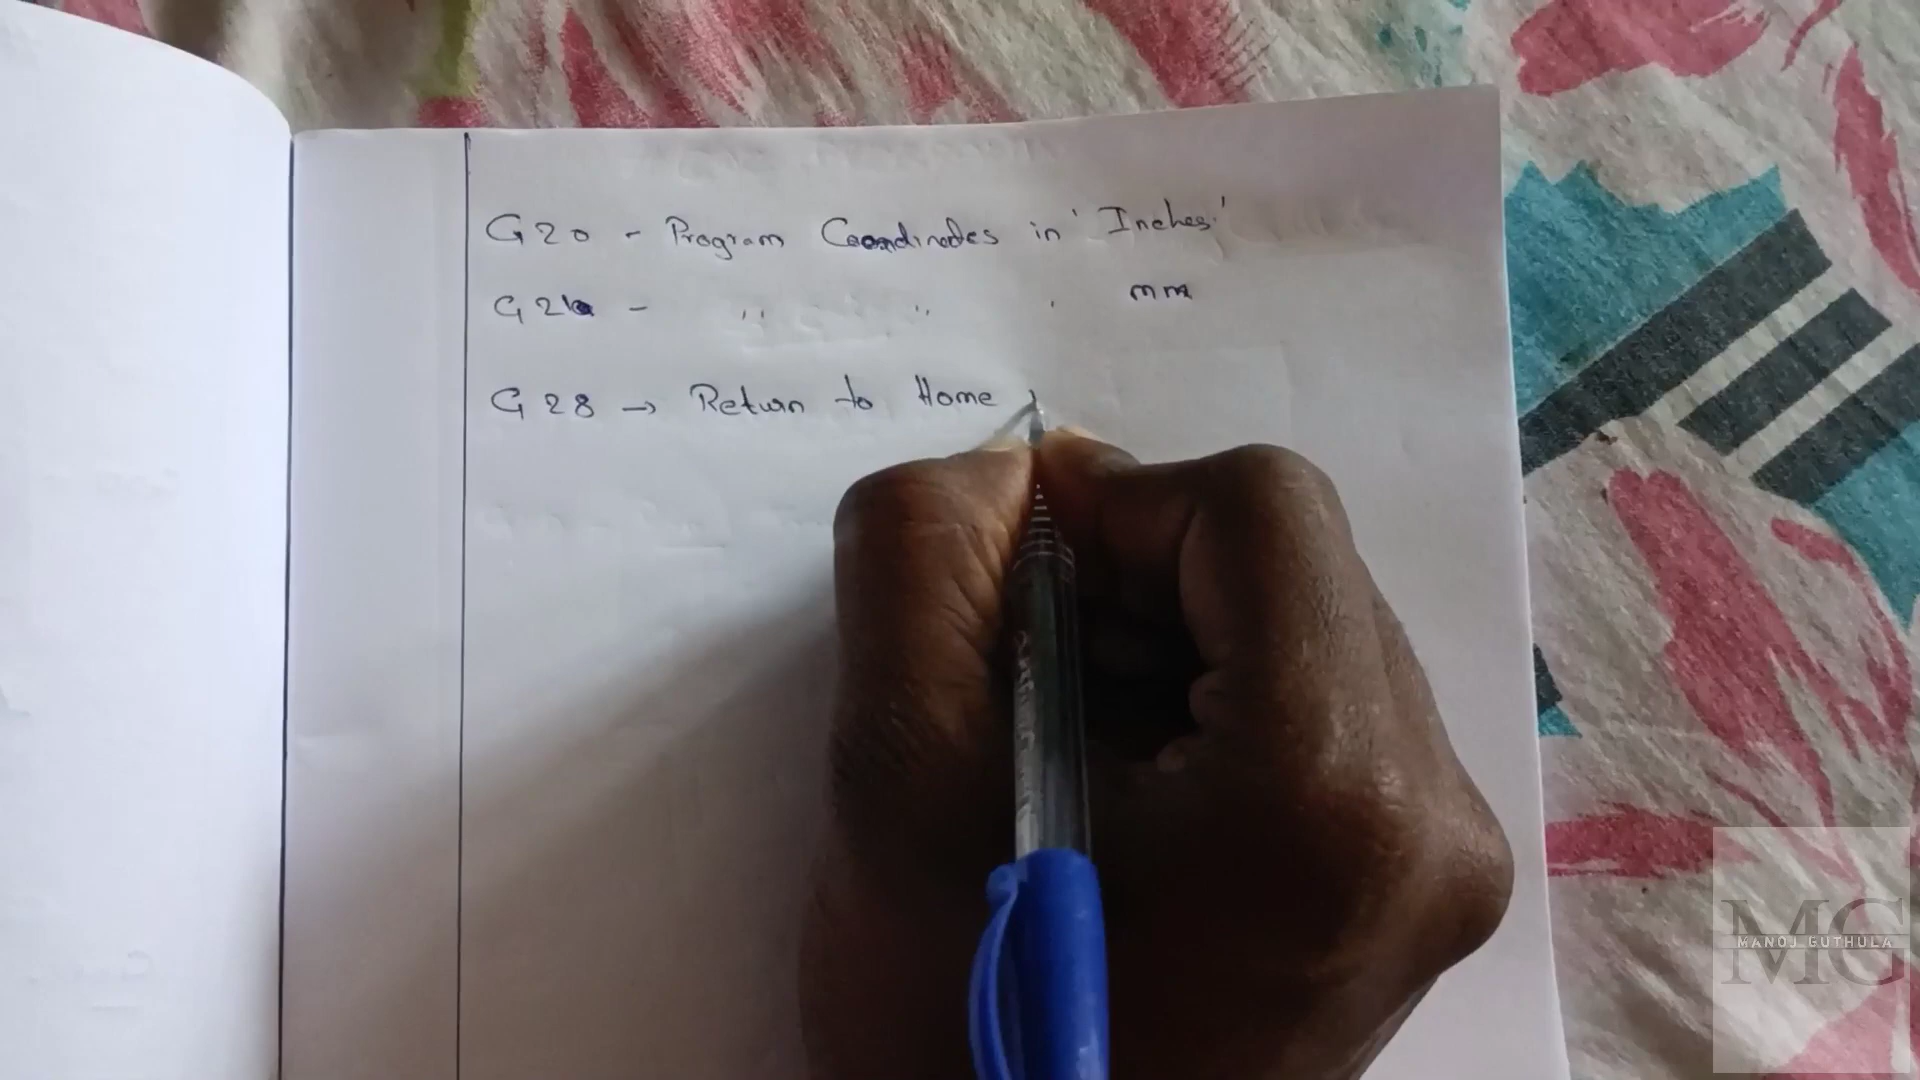 G20 - Program Coordinates in 'Inches.'
G21 - '' '' ' mm
G28 → Return to Home
MG
MANOJ GUTHULA